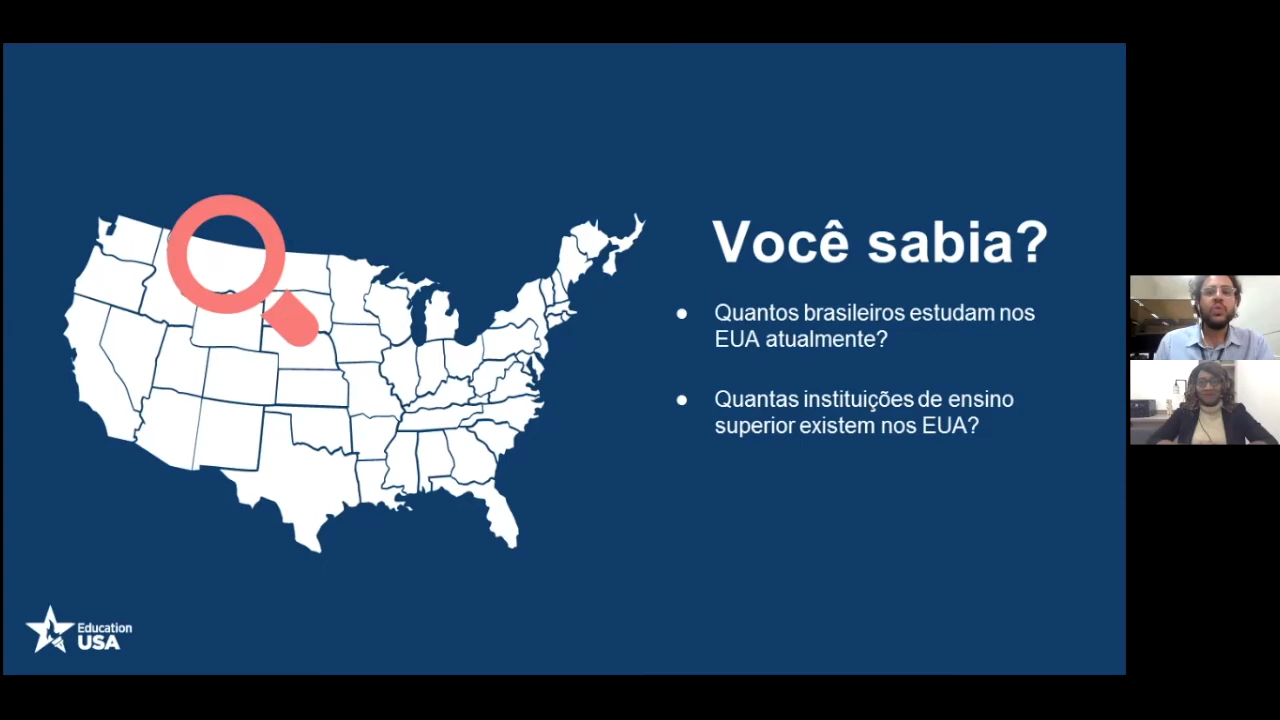 Você sabia?
● Quantos brasileiros estudam nos
EUA atualmente?
● Quantas instituições de ensino
superior existem nos EUA?
Education
USA